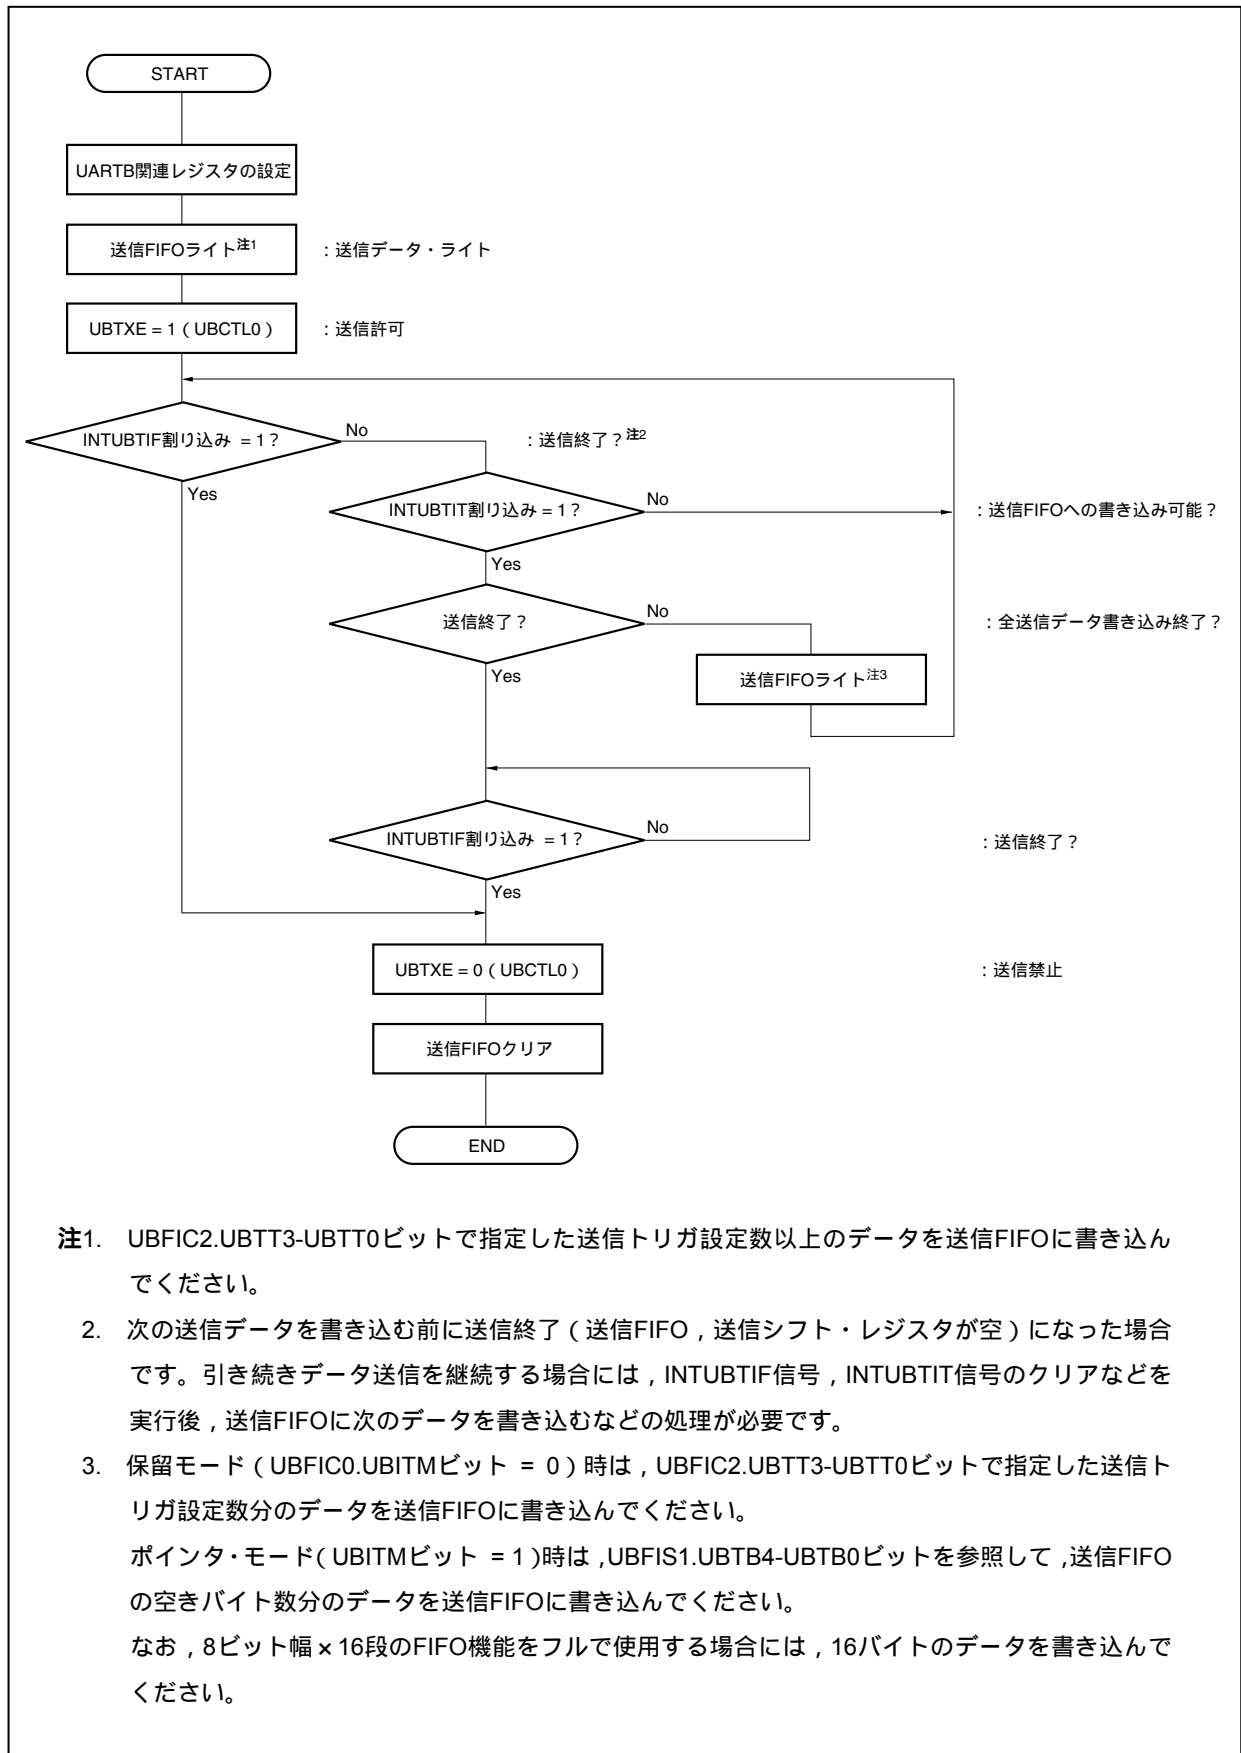 START
UARTB関連レジスタの設定
送信FIFOライト注1 ：送信データ・ライト
UBTXE = 1（UBCTL0） ：送信許可
INTUBTIF割り込み = 1？ No ：送信終了？注2
Yes
INTUBTIT割り込み = 1？ No ：送信FIFOへの書き込み可能？
Yes
送信終了？ No ：全送信データ書き込み終了？
Yes
送信FIFOライト注3
INTUBTIF割り込み = 1？ No ：送信終了？
Yes
UBTXE = 0（UBCTL0） ：送信禁止
送信FIFOクリア
END
注1. UBFIC2.UBTT3-UBTT0ビットで指定した送信トリガ設定数以上のデータを送信FIFOに書き込ん
でください。
2. 次の送信データを書き込む前に送信終了（送信FIFO，送信シフト・レジスタが空）になった場合
です。引き続きデータ送信を継続する場合には，INTUBTIF信号，INTUBTIT信号のクリアなどを
実行後，送信FIFOに次のデータを書き込むなどの処理が必要です。
3. 保留モード（UBFIC0.UBITMビット = 0）時は，UBFIC2.UBTT3-UBTT0ビットで指定した送信ト
リガ設定数分のデータを送信FIFOに書き込んでください。
ポインタ・モード（UBITMビット = 1）時は，UBFIS1.UBTB4-UBTB0ビットを参照して，送信FIFO
の空きバイト数分のデータを送信FIFOに書き込んでください。
なお，8ビット幅×16段のFIFO機能をフルで使用する場合には，16バイトのデータを書き込んで
ください。